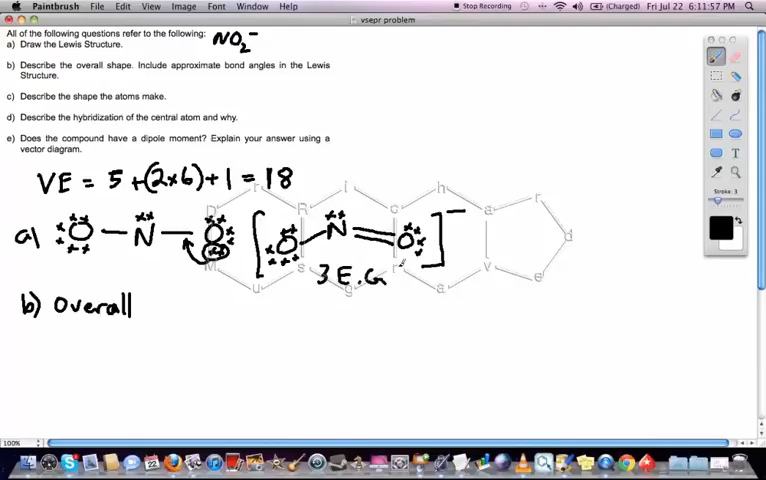 Paintbrush File Edit View Image Font Window Help
Stop Recording (Charged) Fri Jul 22 6:11:57 PM
vsepr problem
All of the following questions refer to the following: NO2-
a) Draw the Lewis Structure.
b) Describe the overall shape. Include approximate bond angles in the Lewis
Structure.
c) Describe the shape the atoms make.
d) Describe the hybridization of the central atom and why.
e) Does the compound have a dipole moment? Explain your answer using a
vector diagram.
Stroke: 3
VE = 5 + (2x6) + 1 = 18
a) O — N — O [O — N = O]-
3 E.G
b) Overall
D r R i c h a r d
M u s g r a v e
100%